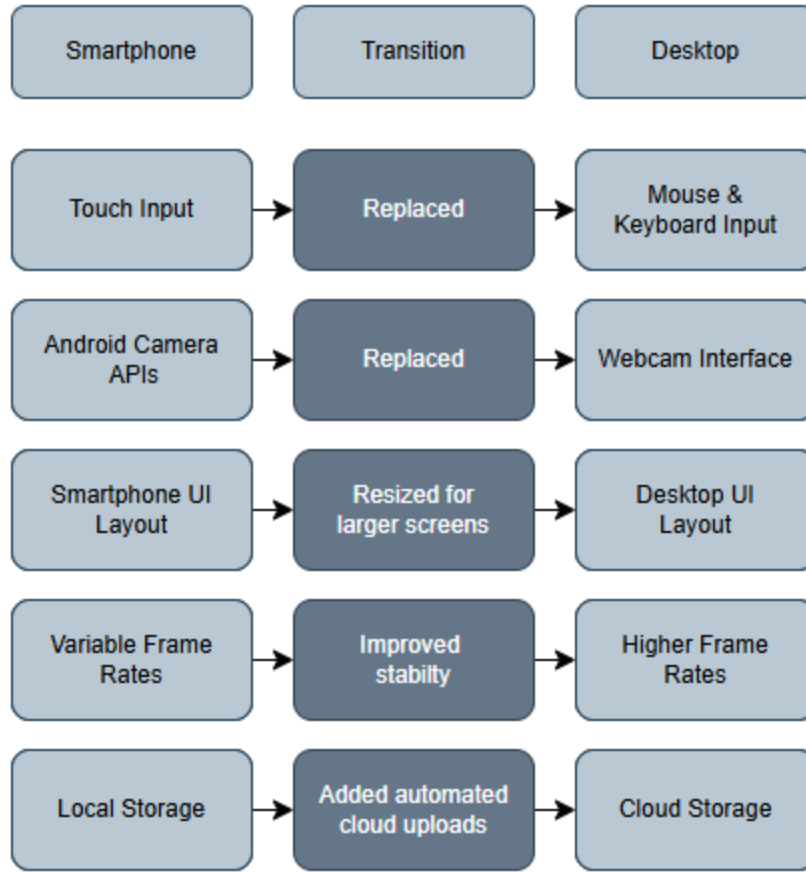 Smartphone
Transition
Desktop
Touch Input
Replaced
Mouse &
Keyboard Input
Android Camera
APIs
Replaced
Webcam Interface
Smartphone UI
Layout
Resized for
larger screens
Desktop UI
Layout
Variable Frame
Rates
Improved
stabilty
Higher Frame
Rates
Local Storage
Added automated
cloud uploads
Cloud Storage